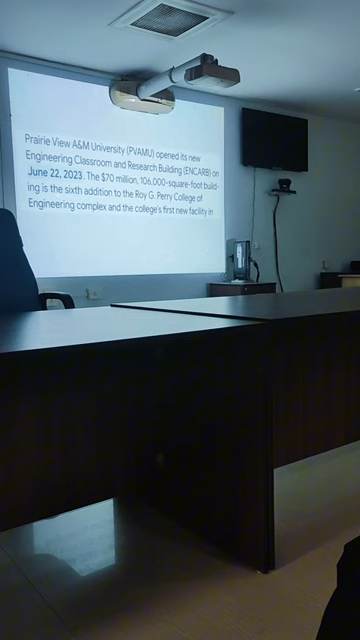 Prairie View A&M University (PVAMU) opened its new
Engineering Classroom and Research Building (ENCARB) on
June 22, 2023. The $70 million, 106,000-square-foot build-
ing is the sixth addition to the Roy G. Perry College of
Engineering complex and the college's first new facility in